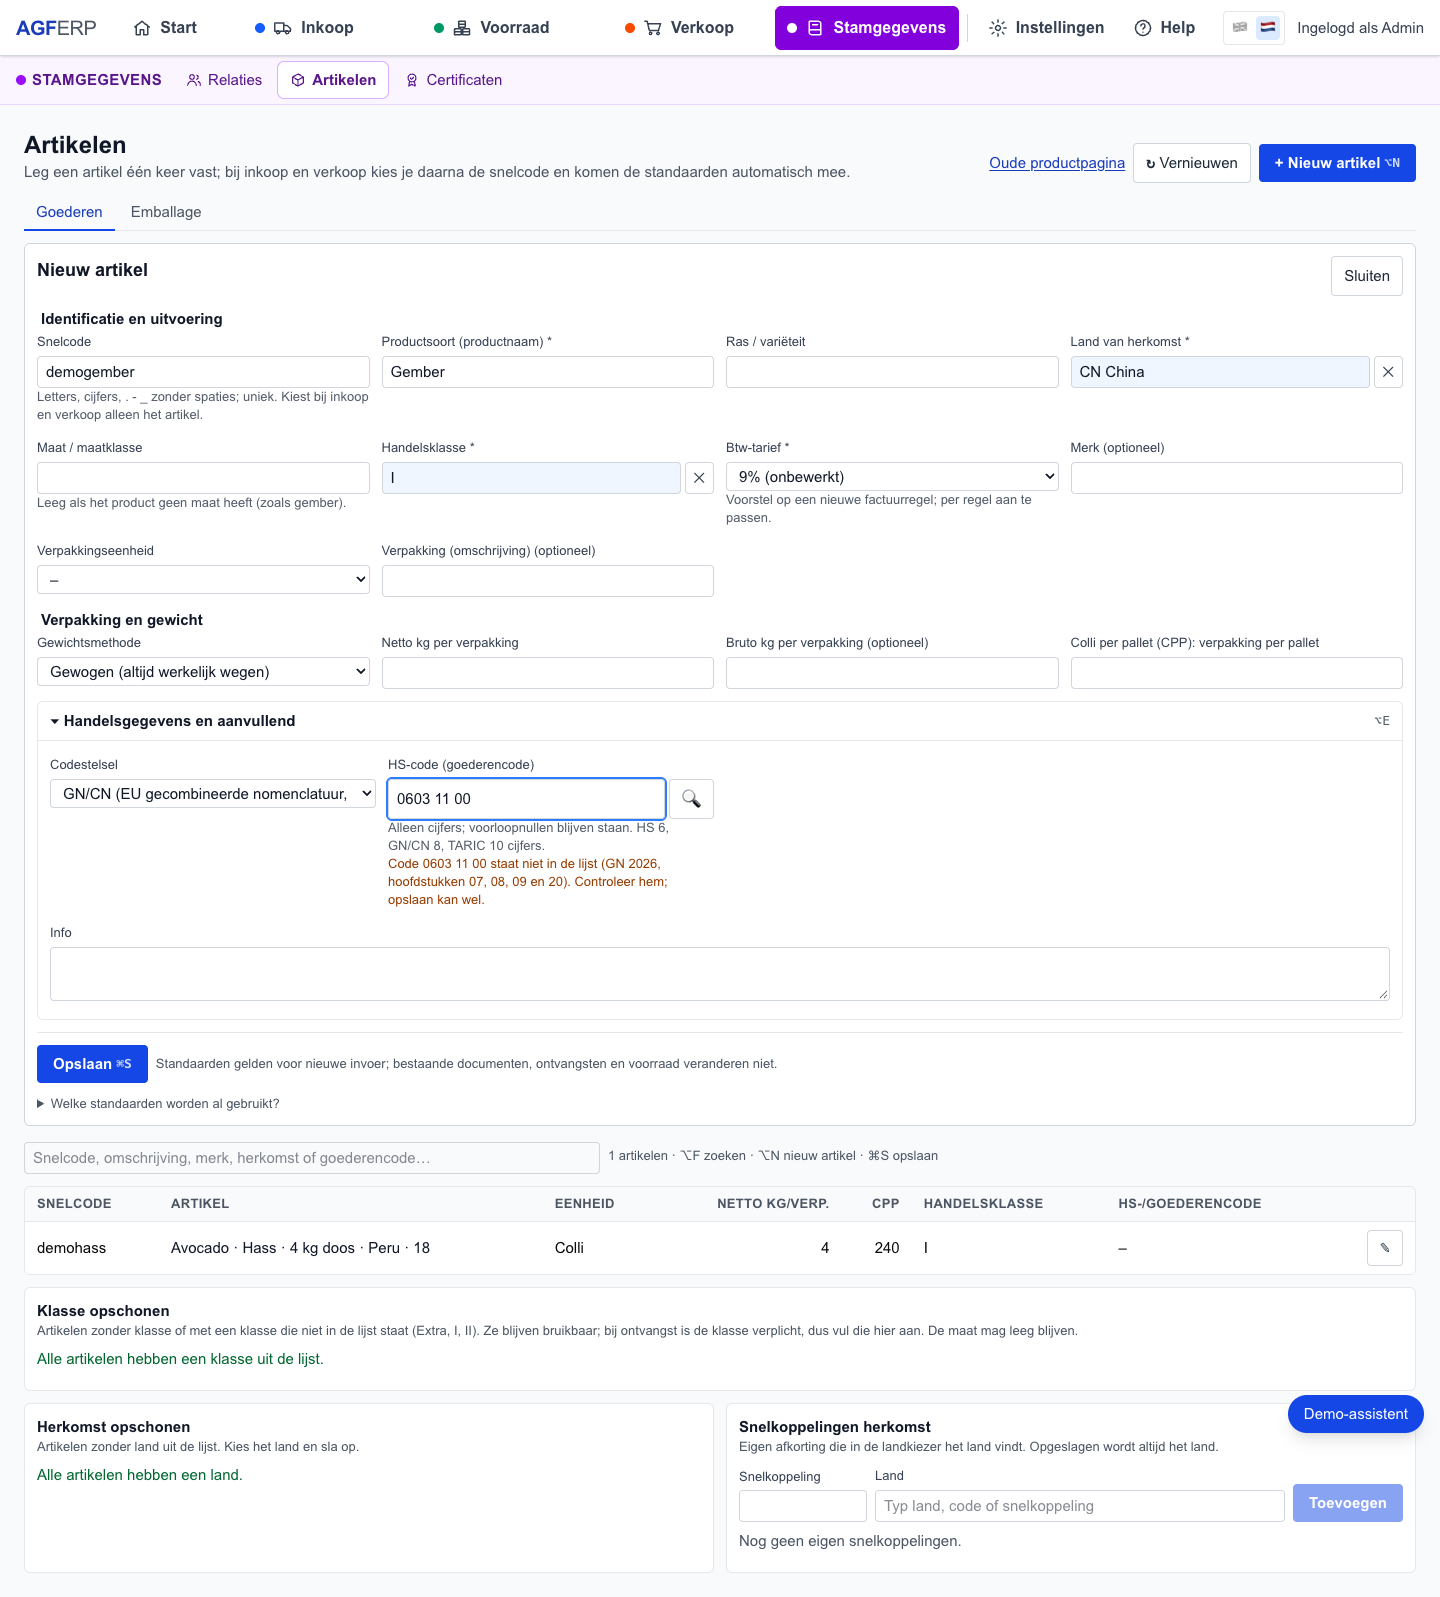 AGFERP
Start
Inkoop
Voorraad
Verkoop
Stamgegevens
Instellingen
Help
Ingelogd als Admin
STAMGEGEVENS
Relaties
Artikelen
Certificaten
Artikelen
Leg een artikel één keer vast; bij inkoop en verkoop kies je daarna de snelcode en komen de standaarden automatisch mee.
Oude productpagina
↻ Vernieuwen
+ Nieuw artikel ⌥N
Goederen
Emballage
Nieuw artikel
Sluiten
Identificatie en uitvoering
Snelcode
Productsoort (productnaam) *
Ras / variëteit
Land van herkomst *
demogember
Gember
CN China
Letters, cijfers, . - _ zonder spaties; uniek. Kiest bij inkoop
en verkoop alleen het artikel.
Maat / maatklasse
Handelsklasse *
Btw-tarief *
Merk (optioneel)
I
9% (onbewerkt)
Leeg als het product geen maat heeft (zoals gember).
Voorstel op een nieuwe factuurregel; per regel aan te
passen.
Verpakkingseenheid
Verpakking (omschrijving) (optioneel)
–
Verpakking en gewicht
Gewichtsmethode
Netto kg per verpakking
Bruto kg per verpakking (optioneel)
Colli per pallet (CPP): verpakking per pallet
Gewogen (altijd werkelijk wegen)
Handelsgegevens en aanvullend
⌥E
Codestelsel
HS-code (goederencode)
GN/CN (EU gecombineerde nomenclatuur,
0603 11 00
Alleen cijfers; voorloopnullen blijven staan. HS 6,
GN/CN 8, TARIC 10 cijfers.
Code 0603 11 00 staat niet in de lijst (GN 2026,
hoofdstukken 07, 08, 09 en 20). Controleer hem;
opslaan kan wel.
Info
Opslaan ⌘S
Standaarden gelden voor nieuwe invoer; bestaande documenten, ontvangsten en voorraad veranderen niet.
Welke standaarden worden al gebruikt?
Snelcode, omschrijving, merk, herkomst of goederencode…
1 artikelen · ⌥F zoeken · ⌥N nieuw artikel · ⌘S opslaan
SNELCODE ARTIKEL EENHEID NETTO KG/VERP. CPP HANDELSKLASSE HS-/GOEDERENCODE
demohass Avocado · Hass · 4 kg doos · Peru · 18 Colli 4 240 I –
Klasse opschonen
Artikelen zonder klasse of met een klasse die niet in de lijst staat (Extra, I, II). Ze blijven bruikbaar; bij ontvangst is de klasse verplicht, dus vul die hier aan. De maat mag leeg blijven.
Alle artikelen hebben een klasse uit de lijst.
Demo-assistent
Herkomst opschonen
Artikelen zonder land uit de lijst. Kies het land en sla op.
Alle artikelen hebben een land.
Snelkoppelingen herkomst
Eigen afkorting die in de landkiezer het land vindt. Opgeslagen wordt altijd het land.
Snelkoppeling
Land
Typ land, code of snelkoppeling
Toevoegen
Nog geen eigen snelkoppelingen.